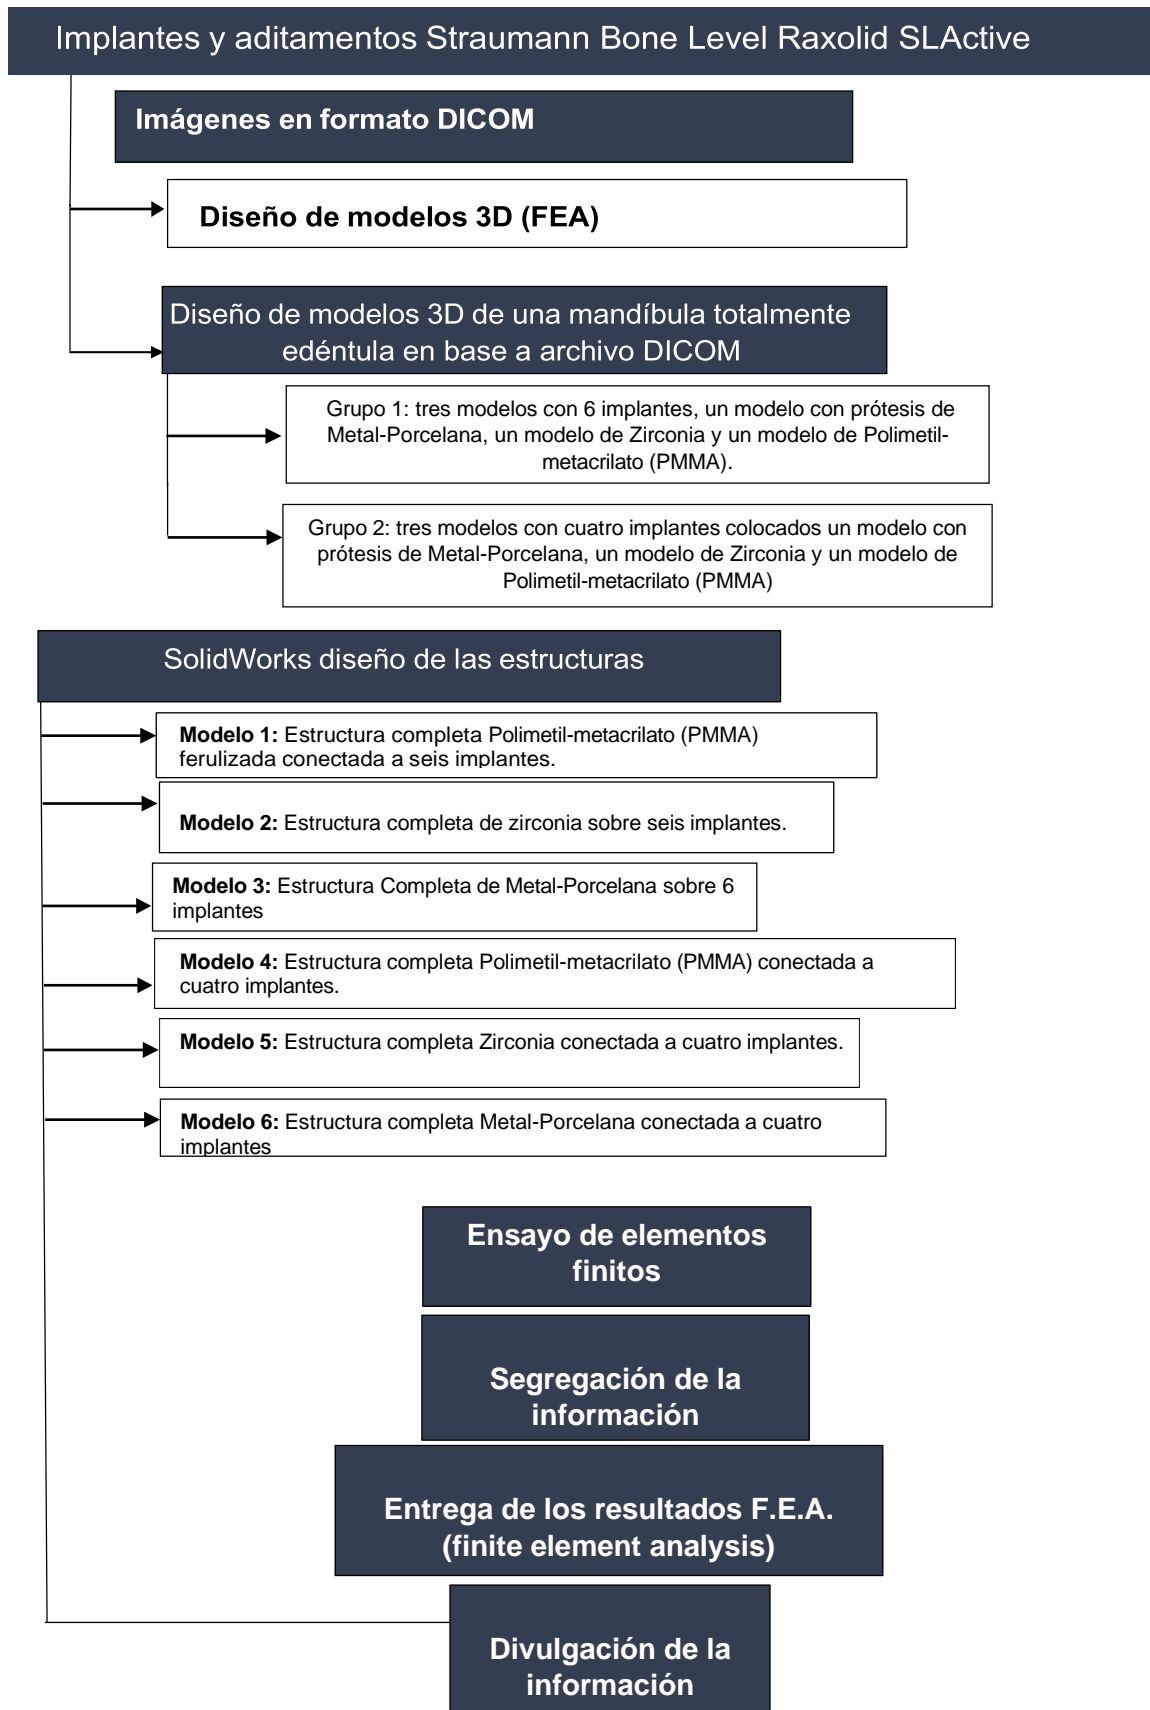 Implantes y aditamentos Straumann Bone Level Raxolid SLActive
Imágenes en formato DICOM
Diseño de modelos 3D (FEA)
Diseño de modelos 3D de una mandíbula totalmente
edéntula en base a archivo DICOM
Grupo 1: tres modelos con 6 implantes, un modelo con prótesis de
Metal-Porcelana, un modelo de Zirconia y un modelo de Polimetil-
metacrilato (PMMA).
Grupo 2: tres modelos con cuatro implantes colocados un modelo con
prótesis de Metal-Porcelana, un modelo de Zirconia y un modelo de
Polimetil-metacrilato (PMMA)
SolidWorks diseño de las estructuras
Modelo 1: Estructura completa Polimetil-metacrilato (PMMA)
ferulizada conectada a seis implantes.
Modelo 2: Estructura completa de zirconia sobre seis implantes.
Modelo 3: Estructura Completa de Metal-Porcelana sobre 6
implantes
Modelo 4: Estructura completa Polimetil-metacrilato (PMMA) conectada a
cuatro implantes.
Modelo 5: Estructura completa Zirconia conectada a cuatro implantes.
Modelo 6: Estructura completa Metal-Porcelana conectada a cuatro
implantes
Ensayo de elementos
finitos
Segregación de la
información
Entrega de los resultados F.E.A.
(finite element analysis)
Divulgación de la
información